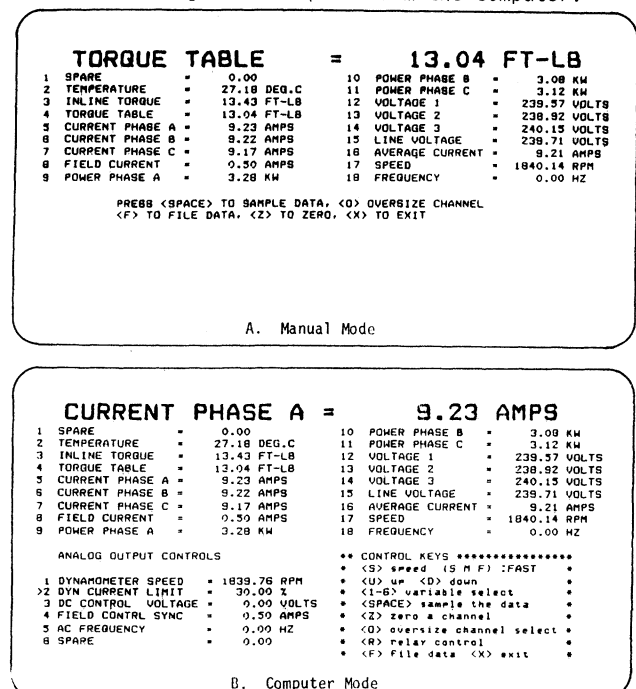 TORQUE TABLE = 13.04 FT-LB
1 SPARE = 0.00 10 POWER PHASE B = 3.08 KW
2 TEMPERATURE = 27.18 DEG.C 11 POWER PHASE C = 3.12 KW
3 INLINE TORQUE = 13.43 FT-LB 12 VOLTAGE 1 = 239.57 VOLTS
4 TORQUE TABLE = 13.04 FT-LB 13 VOLTAGE 2 = 238.92 VOLTS
5 CURRENT PHASE A = 9.23 AMPS 14 VOLTAGE 3 = 240.15 VOLTS
6 CURRENT PHASE B = 9.22 AMPS 15 LINE VOLTAGE = 239.71 VOLTS
7 CURRENT PHASE C = 9.17 AMPS 16 AVERAGE CURRENT = 9.21 AMPS
8 FIELD CURRENT = 0.50 AMPS 17 SPEED = 1840.14 RPM
9 POWER PHASE A = 3.28 KW 18 FREQUENCY = 0.00 HZ
PRESS <SPACE> TO SAMPLE DATA, <O> OVERSIZE CHANNEL
<F> TO FILE DATA, <Z> TO ZERO, <X> TO EXIT
A. Manual Mode
CURRENT PHASE A = 9.23 AMPS
1 SPARE = 0.00 10 POWER PHASE B = 3.08 KW
2 TEMPERATURE = 27.18 DEG.C 11 POWER PHASE C = 3.12 KW
3 INLINE TORQUE = 13.43 FT-LB 12 VOLTAGE 1 = 239.57 VOLTS
4 TORQUE TABLE = 13.04 FT-LB 13 VOLTAGE 2 = 238.92 VOLTS
5 CURRENT PHASE A = 9.23 AMPS 14 VOLTAGE 3 = 240.15 VOLTS
6 CURRENT PHASE B = 9.22 AMPS 15 LINE VOLTAGE = 239.71 VOLTS
7 CURRENT PHASE C = 9.17 AMPS 16 AVERAGE CURRENT = 9.21 AMPS
8 FIELD CURRENT = 0.50 AMPS 17 SPEED = 1840.14 RPM
9 POWER PHASE A = 3.28 KW 18 FREQUENCY = 0.00 HZ
ANALOG OUTPUT CONTROLS ** CONTROL KEYS ****************
* <S> speed (S M F) :FAST *
1 DYNAMOMETER SPEED = 1839.76 RPM * <U> up <D> down *
>2 DYN CURRENT LIMIT = 30.00 % * <1-6> variable select *
3 DC CONTROL VOLTAGE = 0.00 VOLTS * <SPACE> sample the data *
4 FIELD CONTRL SYNC = 0.50 AMPS * <Z> zero a channel *
5 AC FREQUENCY = 0.00 HZ * <O> oversize channel select *
6 SPARE = 0.00 * <R> relay control *
* <F> File data <X> exit *
B. Computer Mode